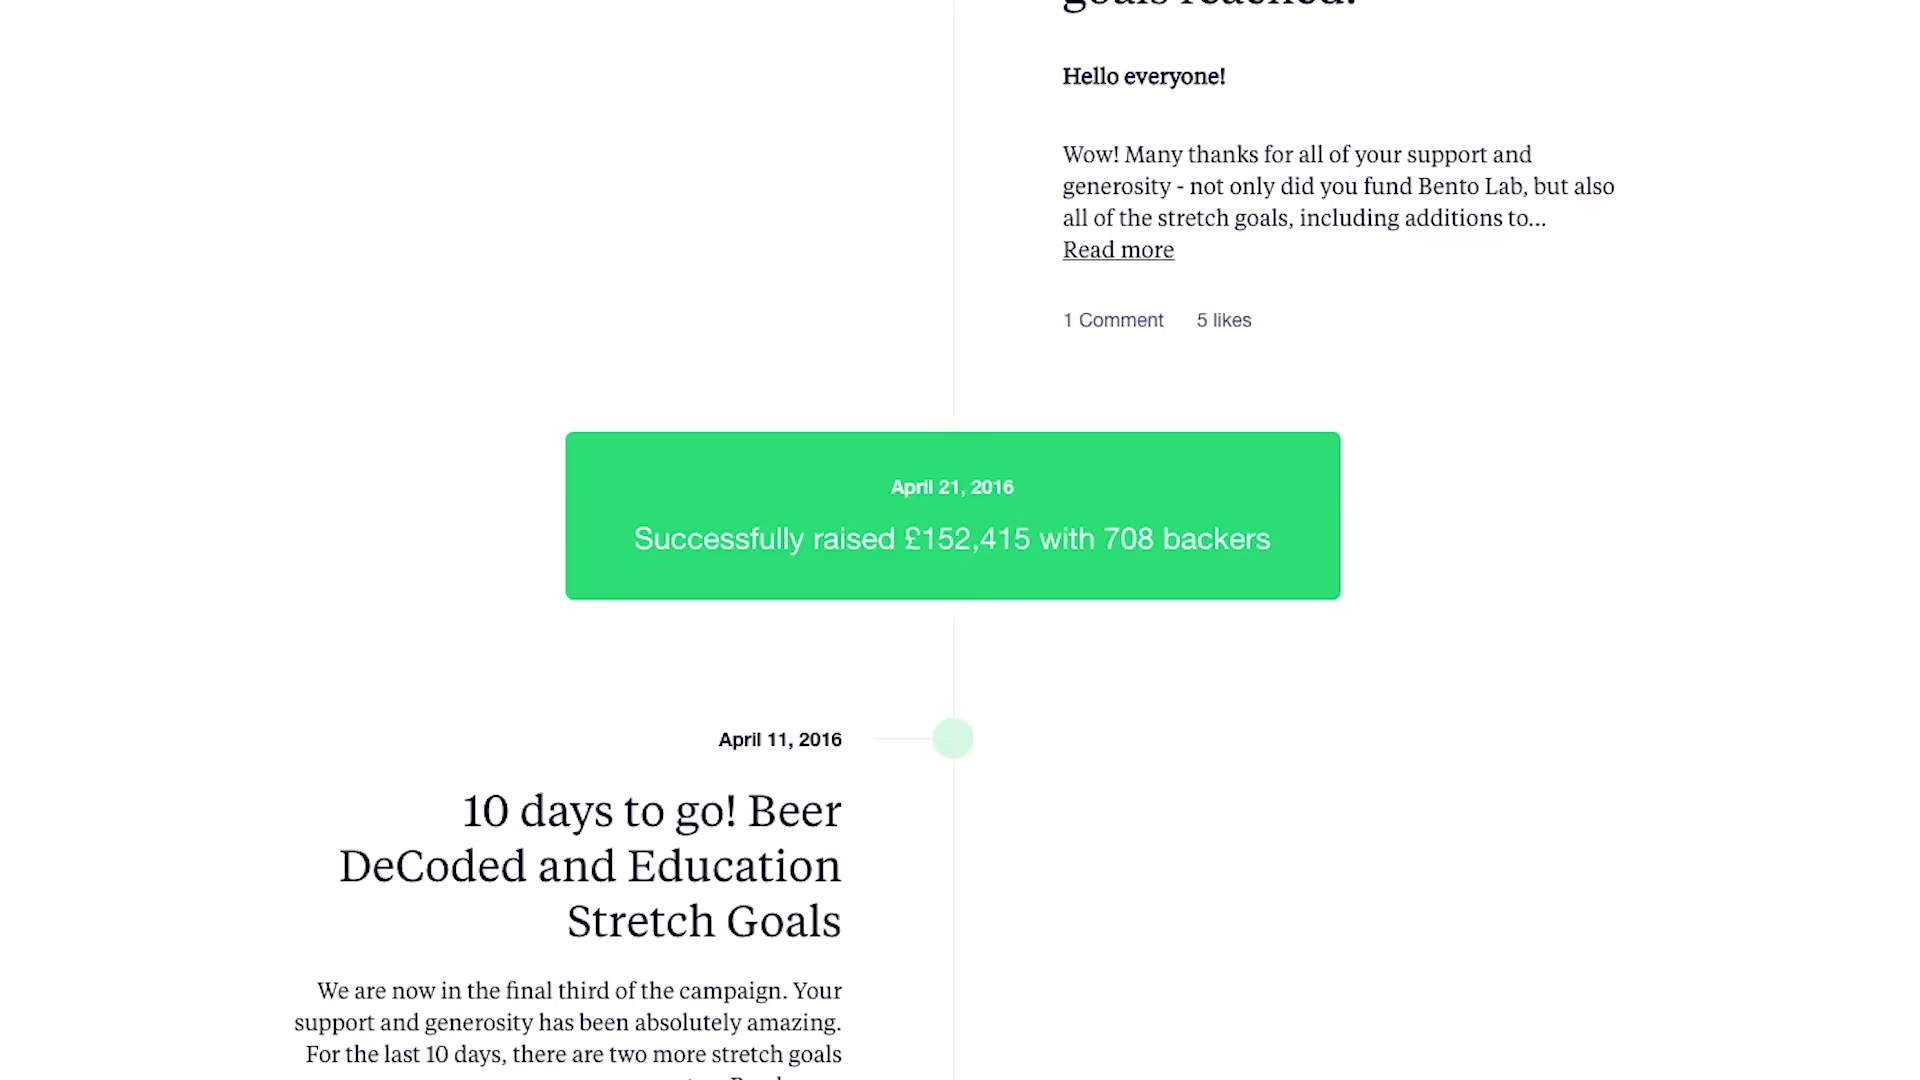 goals reached!
Hello everyone!
Wow! Many thanks for all of your support and
generosity - not only did you fund Bento Lab, but also
all of the stretch goals, including additions to...
Read more
1 Comment 5 likes
April 21, 2016
Successfully raised £152,415 with 708 backers
April 11, 2016
10 days to go! Beer
DeCoded and Education
Stretch Goals
We are now in the final third of the campaign. Your
support and generosity has been absolutely amazing.
For the last 10 days, there are two more stretch goals